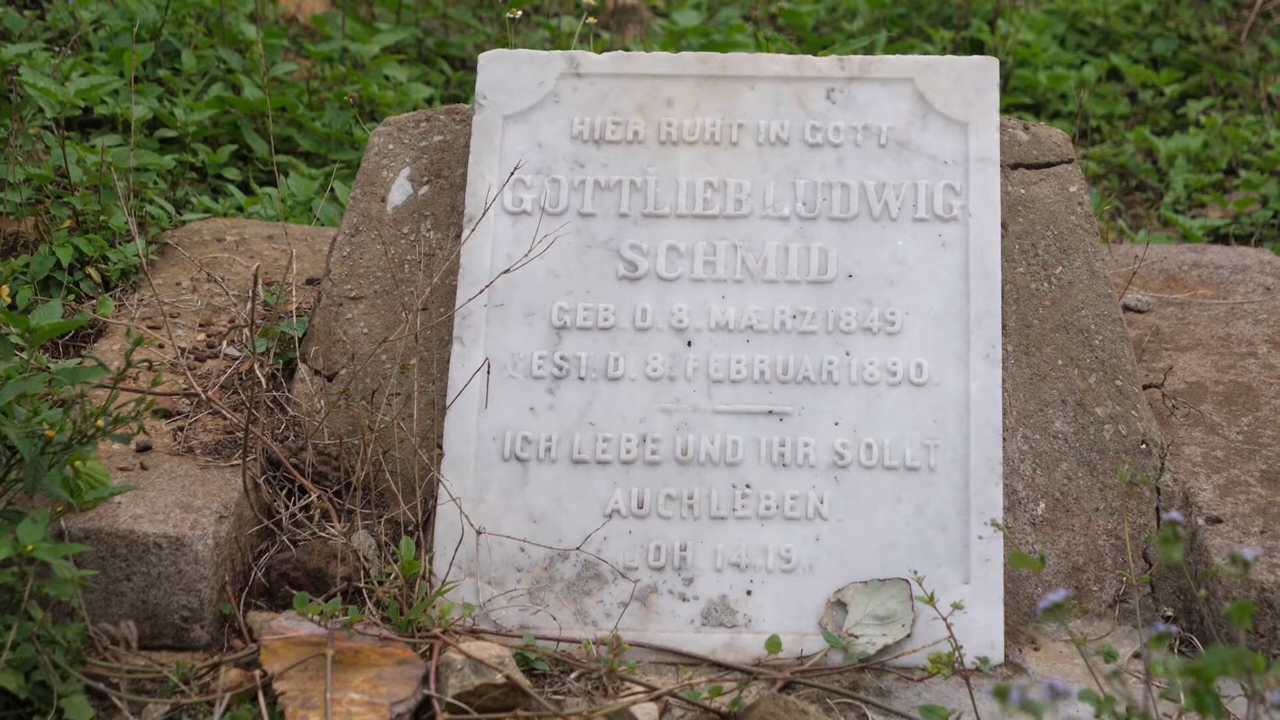 HIER RUHT IN GOTT
GOTTLIEB LUDWIG
SCHMID
GEB. D. 8. MÆRZ 1849
GEST. D. 8. FEBRUAR 1890.
ICH LEBE UND IHR SOLLT
AUCH LEBEN
JOH. 14.19.